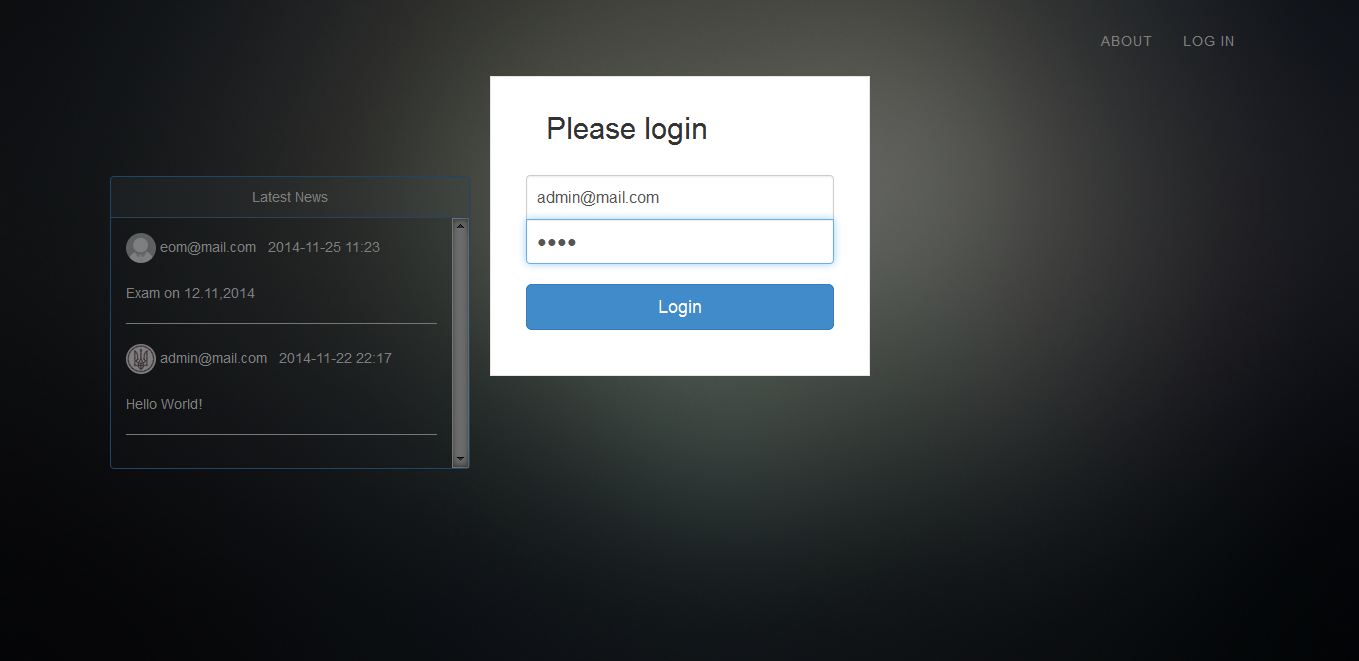 ABOUT LOG IN
Please login
admin@mail.com
••••
Login
Latest News
eom@mail.com 2014-11-25 11:23
Exam on 12.11,2014
admin@mail.com 2014-11-22 22:17
Hello World!